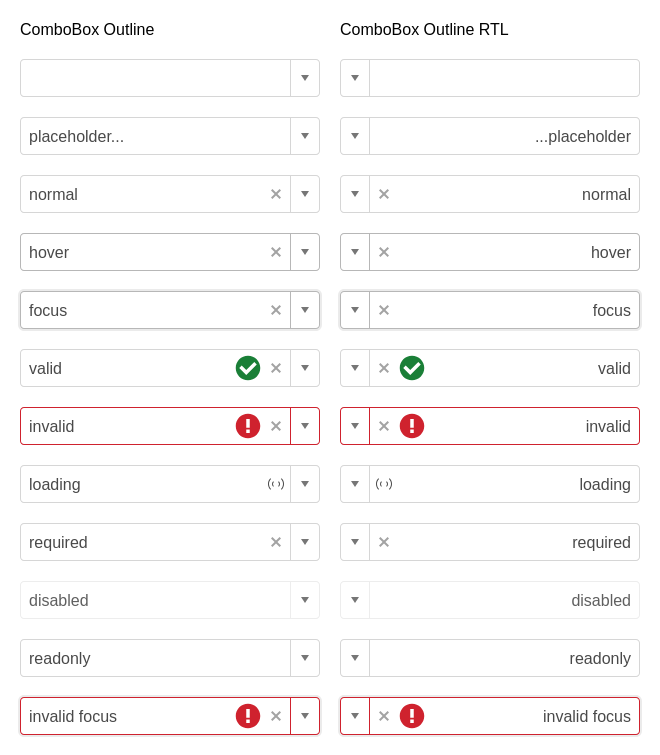 ComboBox Outline
ComboBox Outline RTL
placeholder...
...placeholder
normal
normal
hover
hover
focus
focus
valid
valid
invalid
invalid
loading
loading
required
required
disabled
disabled
readonly
readonly
invalid focus
invalid focus